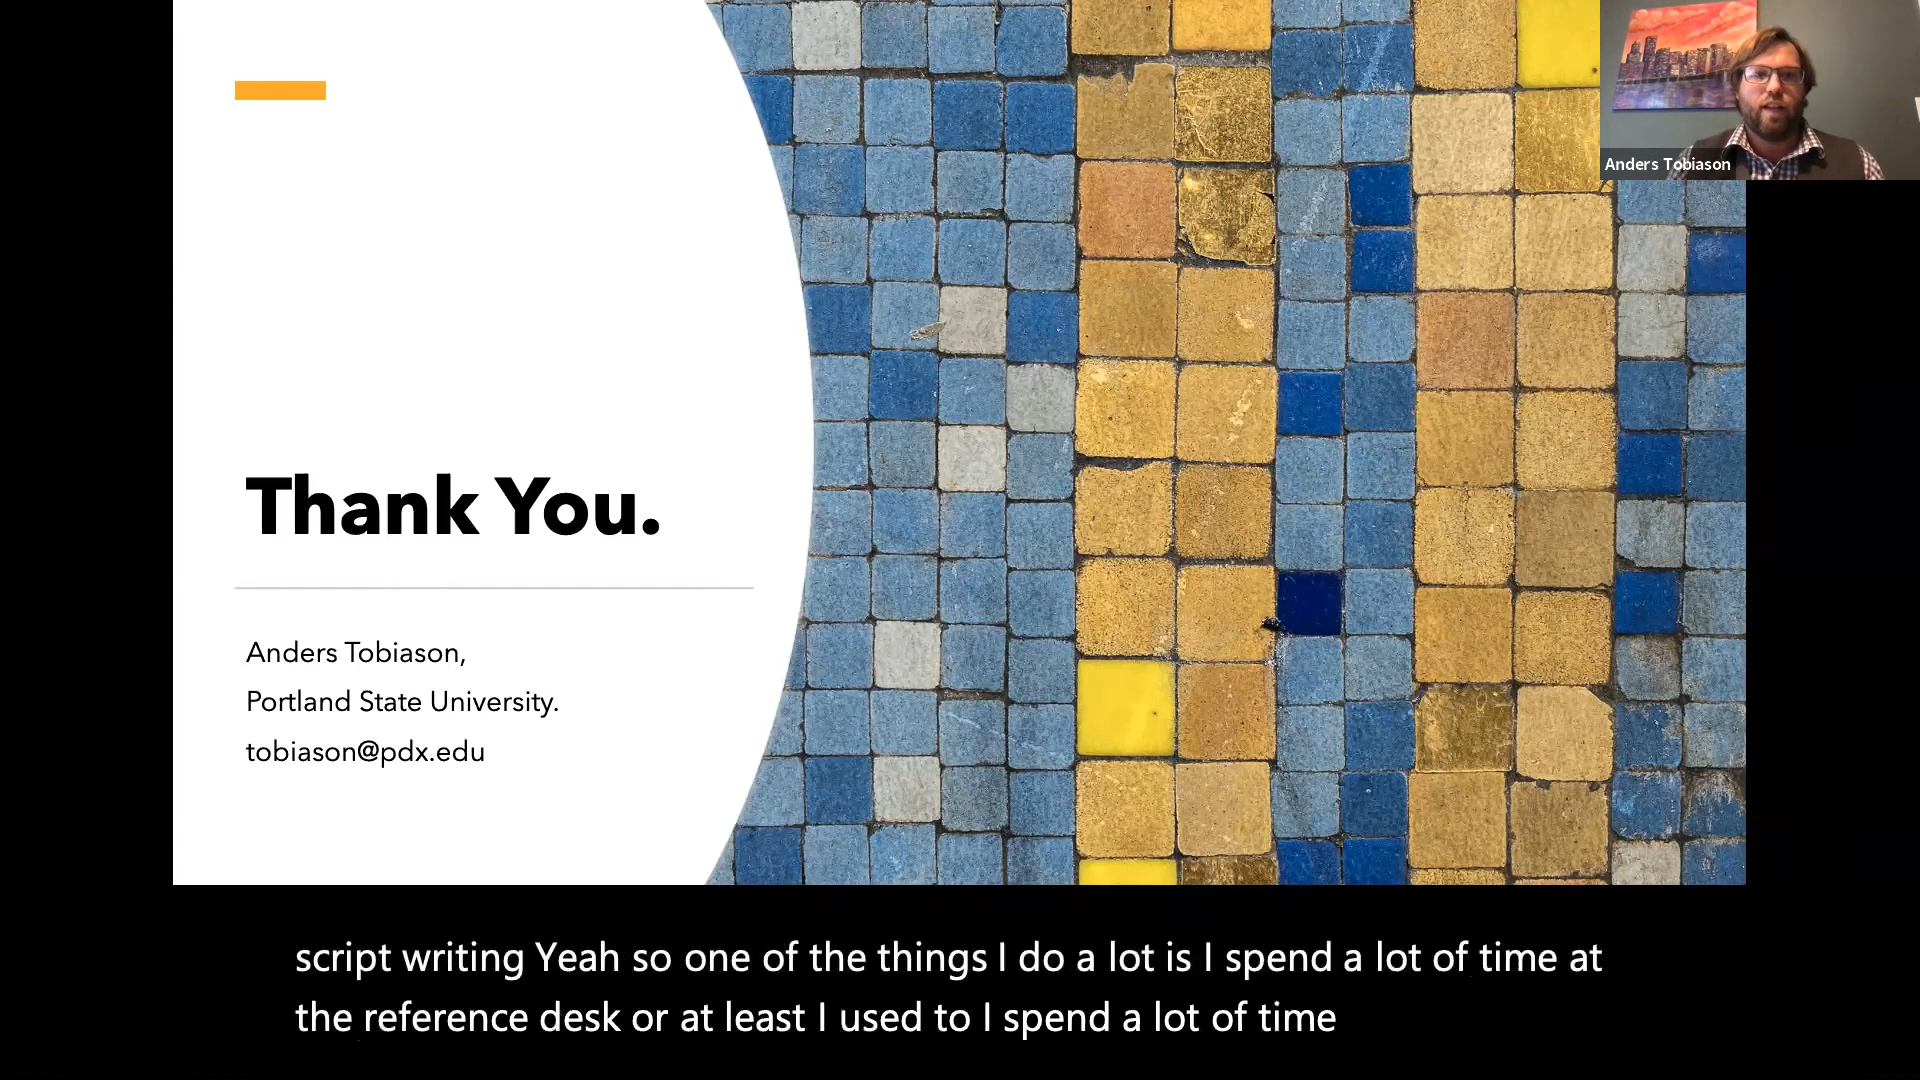 Anders Tobiason
Thank You.
Anders Tobiason,
Portland State University.
tobiason@pdx.edu
script writing Yeah so one of the things I do a lot is I spend a lot of time at
the reference desk or at least I used to I spend a lot of time